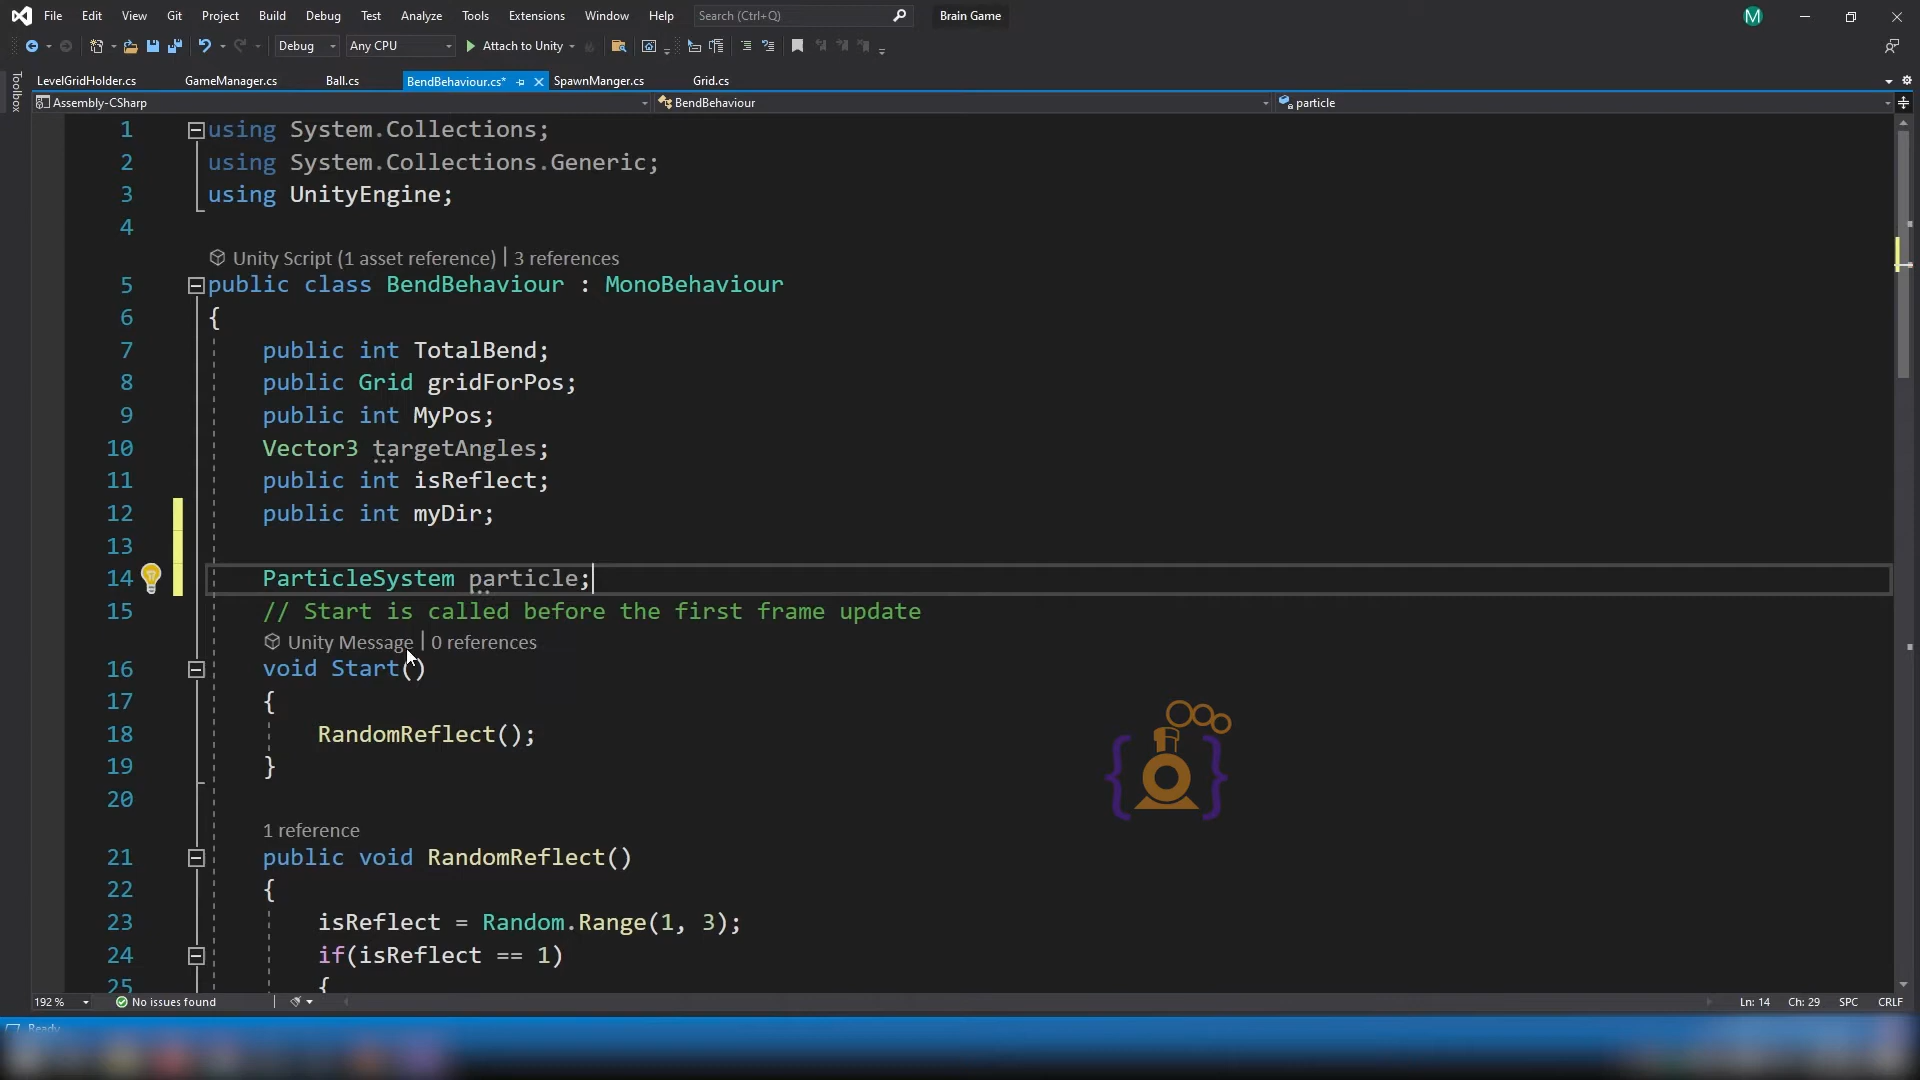 File Edit View Git Project Build Debug Test Analyze Tools Extensions Window Help Search (Ctrl+Q) Brain Game M
Debug Any CPU Attach to Unity
LevelGridHolder.cs GameManager.cs Ball.cs BendBehaviour.cs* SpawnManger.cs Grid.cs
Toolbox
Assembly-CSharp BendBehaviour particle
1 using System.Collections;
2 using System.Collections.Generic;
3 using UnityEngine;
4
Unity Script (1 asset reference) | 3 references
5 public class BendBehaviour : MonoBehaviour
6 {
7 public int TotalBend;
8 public Grid gridForPos;
9 public int MyPos;
10 Vector3 targetAngles;
11 public int isReflect;
12 public int myDir;
13
14 ParticleSystem particle;
15 // Start is called before the first frame update
Unity Message | 0 references
16 void Start()
17 {
18 RandomReflect();
19 }
20
1 reference
21 public void RandomReflect()
22 {
23 isReflect = Random.Range(1, 3);
24 if(isReflect == 1)
25 {
192 % No issues found Ln: 14 Ch: 29 SPC CRLF
Ready